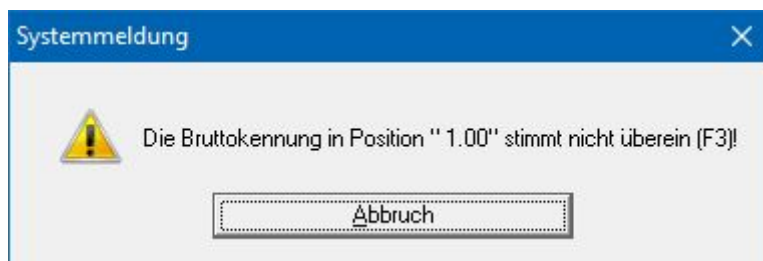 Systemmeldung
Die Bruttokennung in Position " 1.00" stimmt nicht überein (F3)!
Abbruch